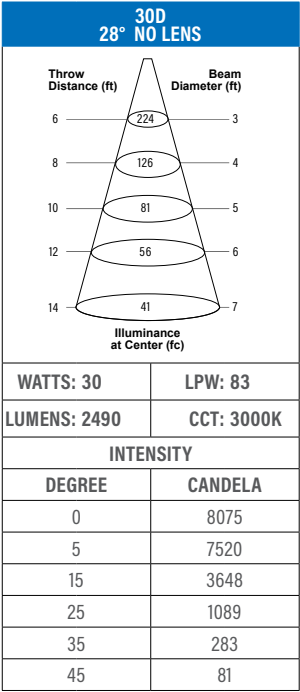 30D
28° NO LENS
Throw Distance (ft)
Beam Diameter (ft)
6 224 3
8 126 4
10 81 5
12 56 6
14 41 7
Illuminance
at Center (fc)
WATTS: 30 LPW: 83
LUMENS: 2490 CCT: 3000K
INTENSITY
DEGREE CANDELA
0 8075
5 7520
15 3648
25 1089
35 283
45 81